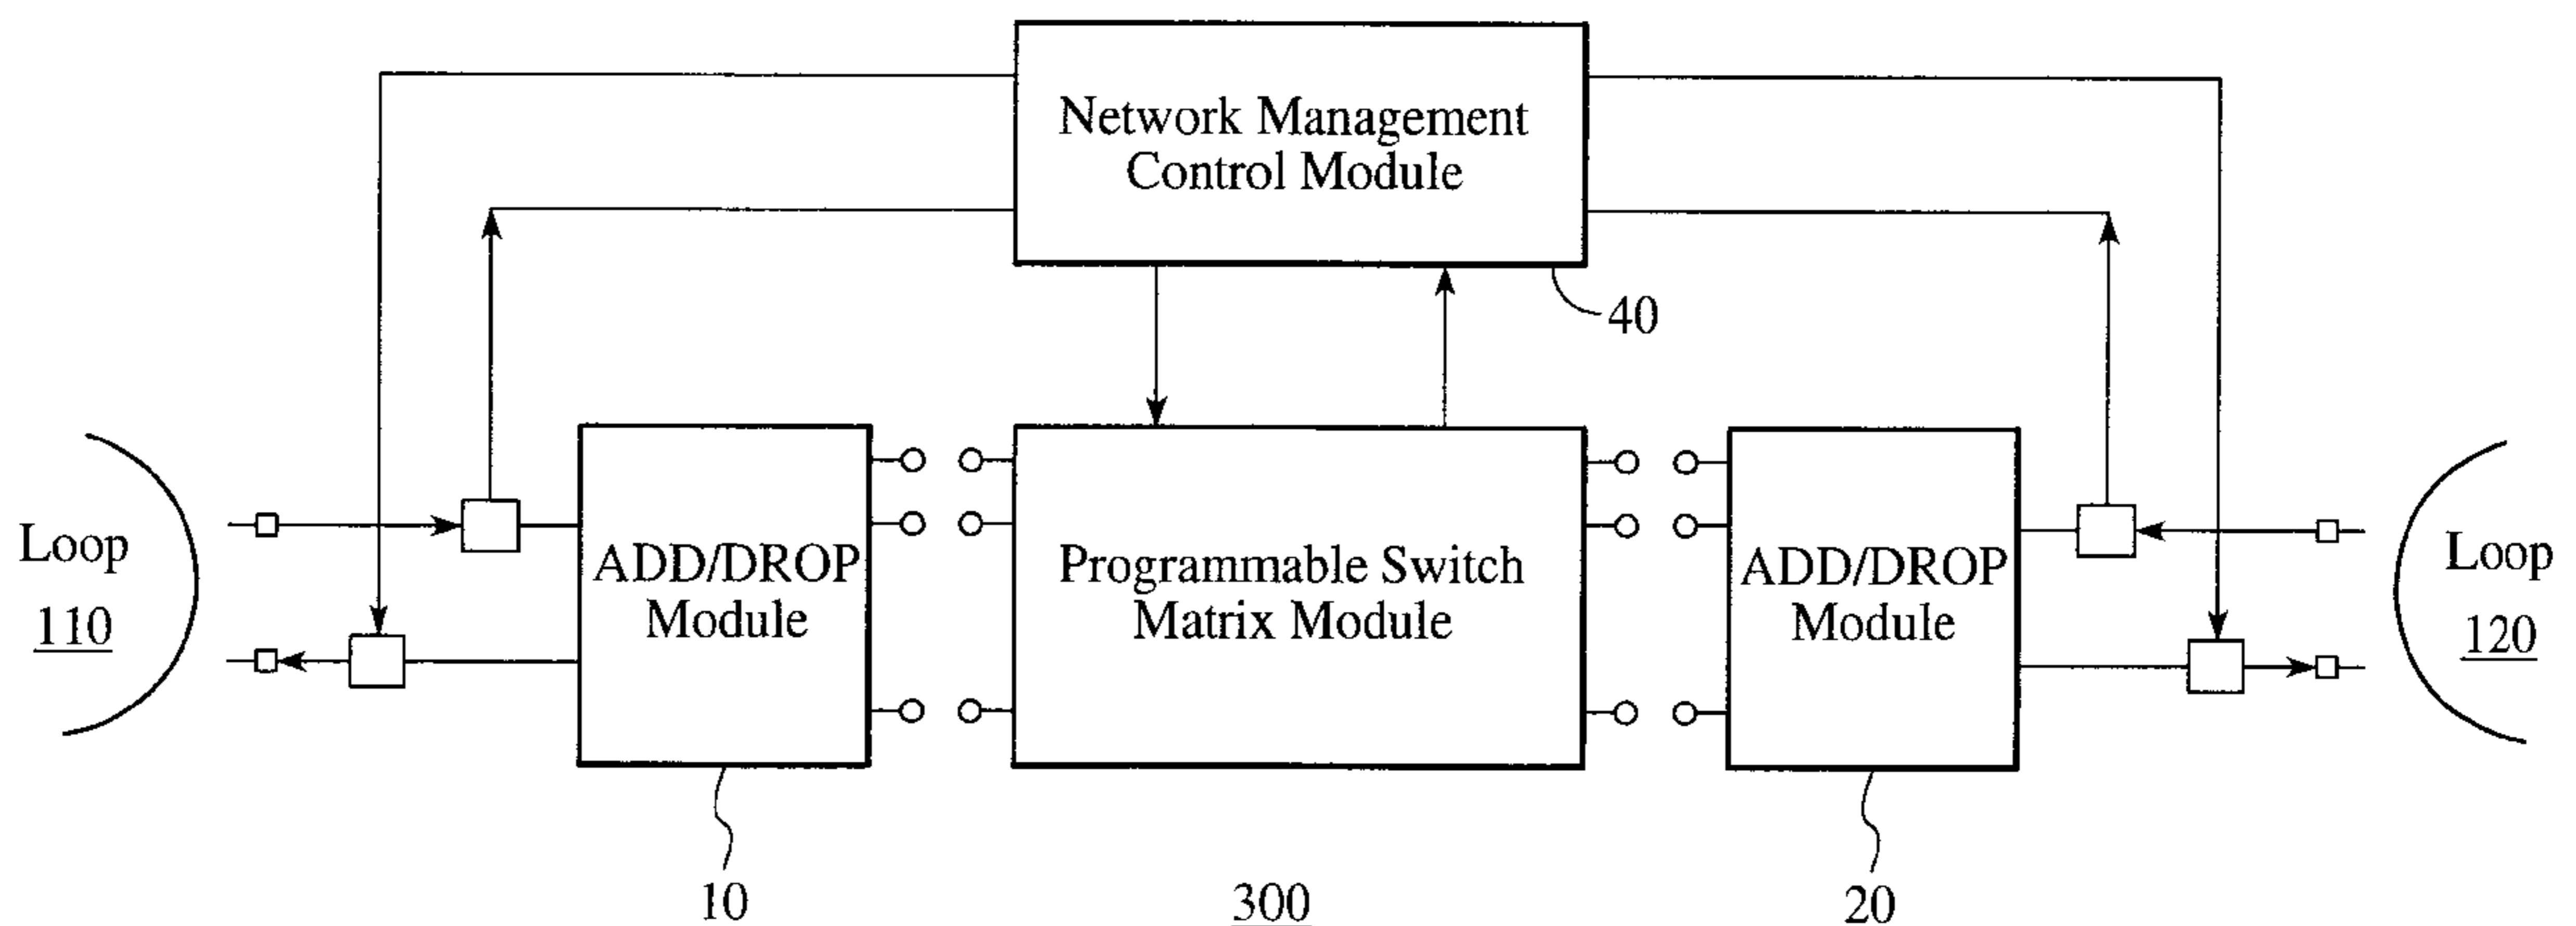 Network Management
Control Module
40
Loop
110
ADD/DROP
Module
Programmable Switch
Matrix Module
ADD/DROP
Module
Loop
120
10
300
20